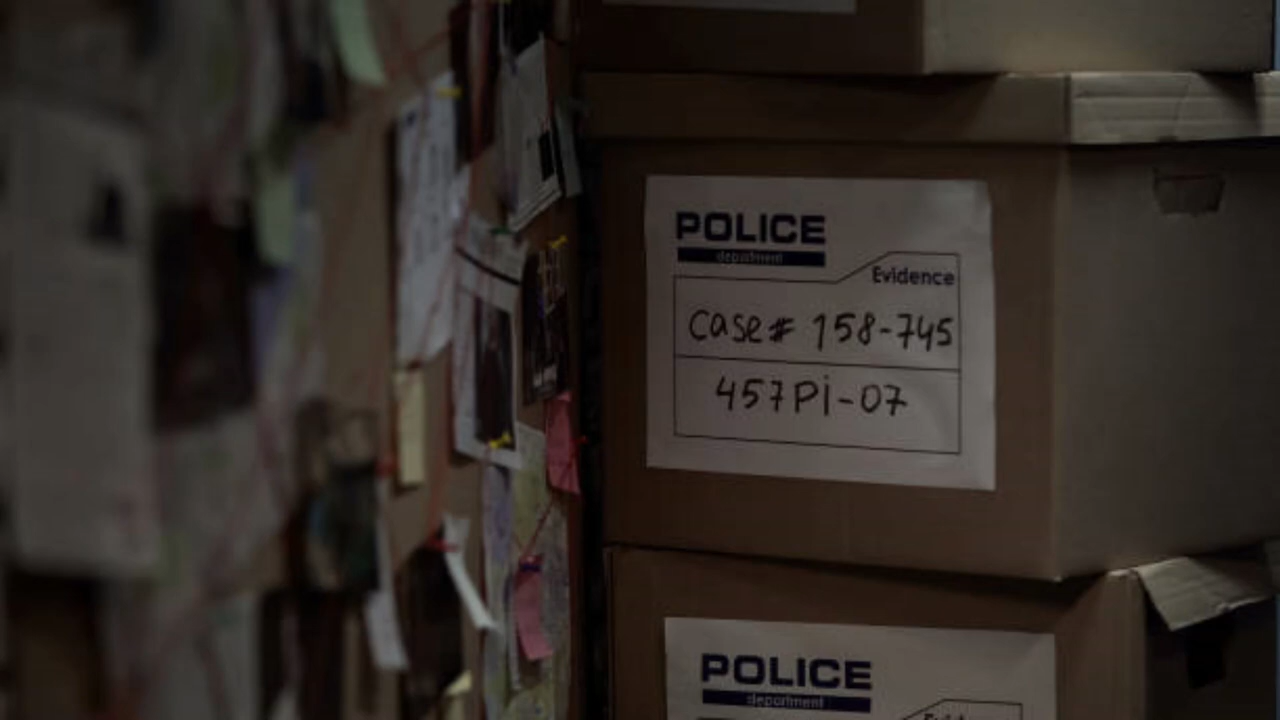 POLICE
department
Evidence
case# 158-745
457Pi-07
POLICE
department